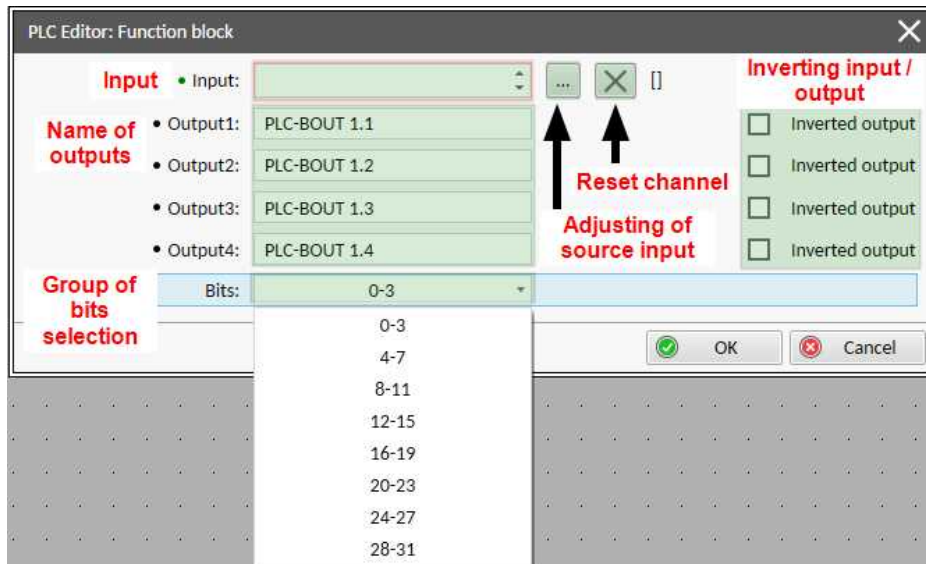 PLC Editor: Function block
Input
• Input:
...
[]
Inverting input /
output
Name of
outputs
• Output1:
PLC-BOUT 1.1
Inverted output
• Output2:
PLC-BOUT 1.2
Inverted output
Reset channel
• Output3:
PLC-BOUT 1.3
Inverted output
Adjusting of
source input
• Output4:
PLC-BOUT 1.4
Inverted output
Group of
bits
selection
Bits:
0-3
0-3
4-7
8-11
12-15
16-19
20-23
24-27
28-31
OK
Cancel